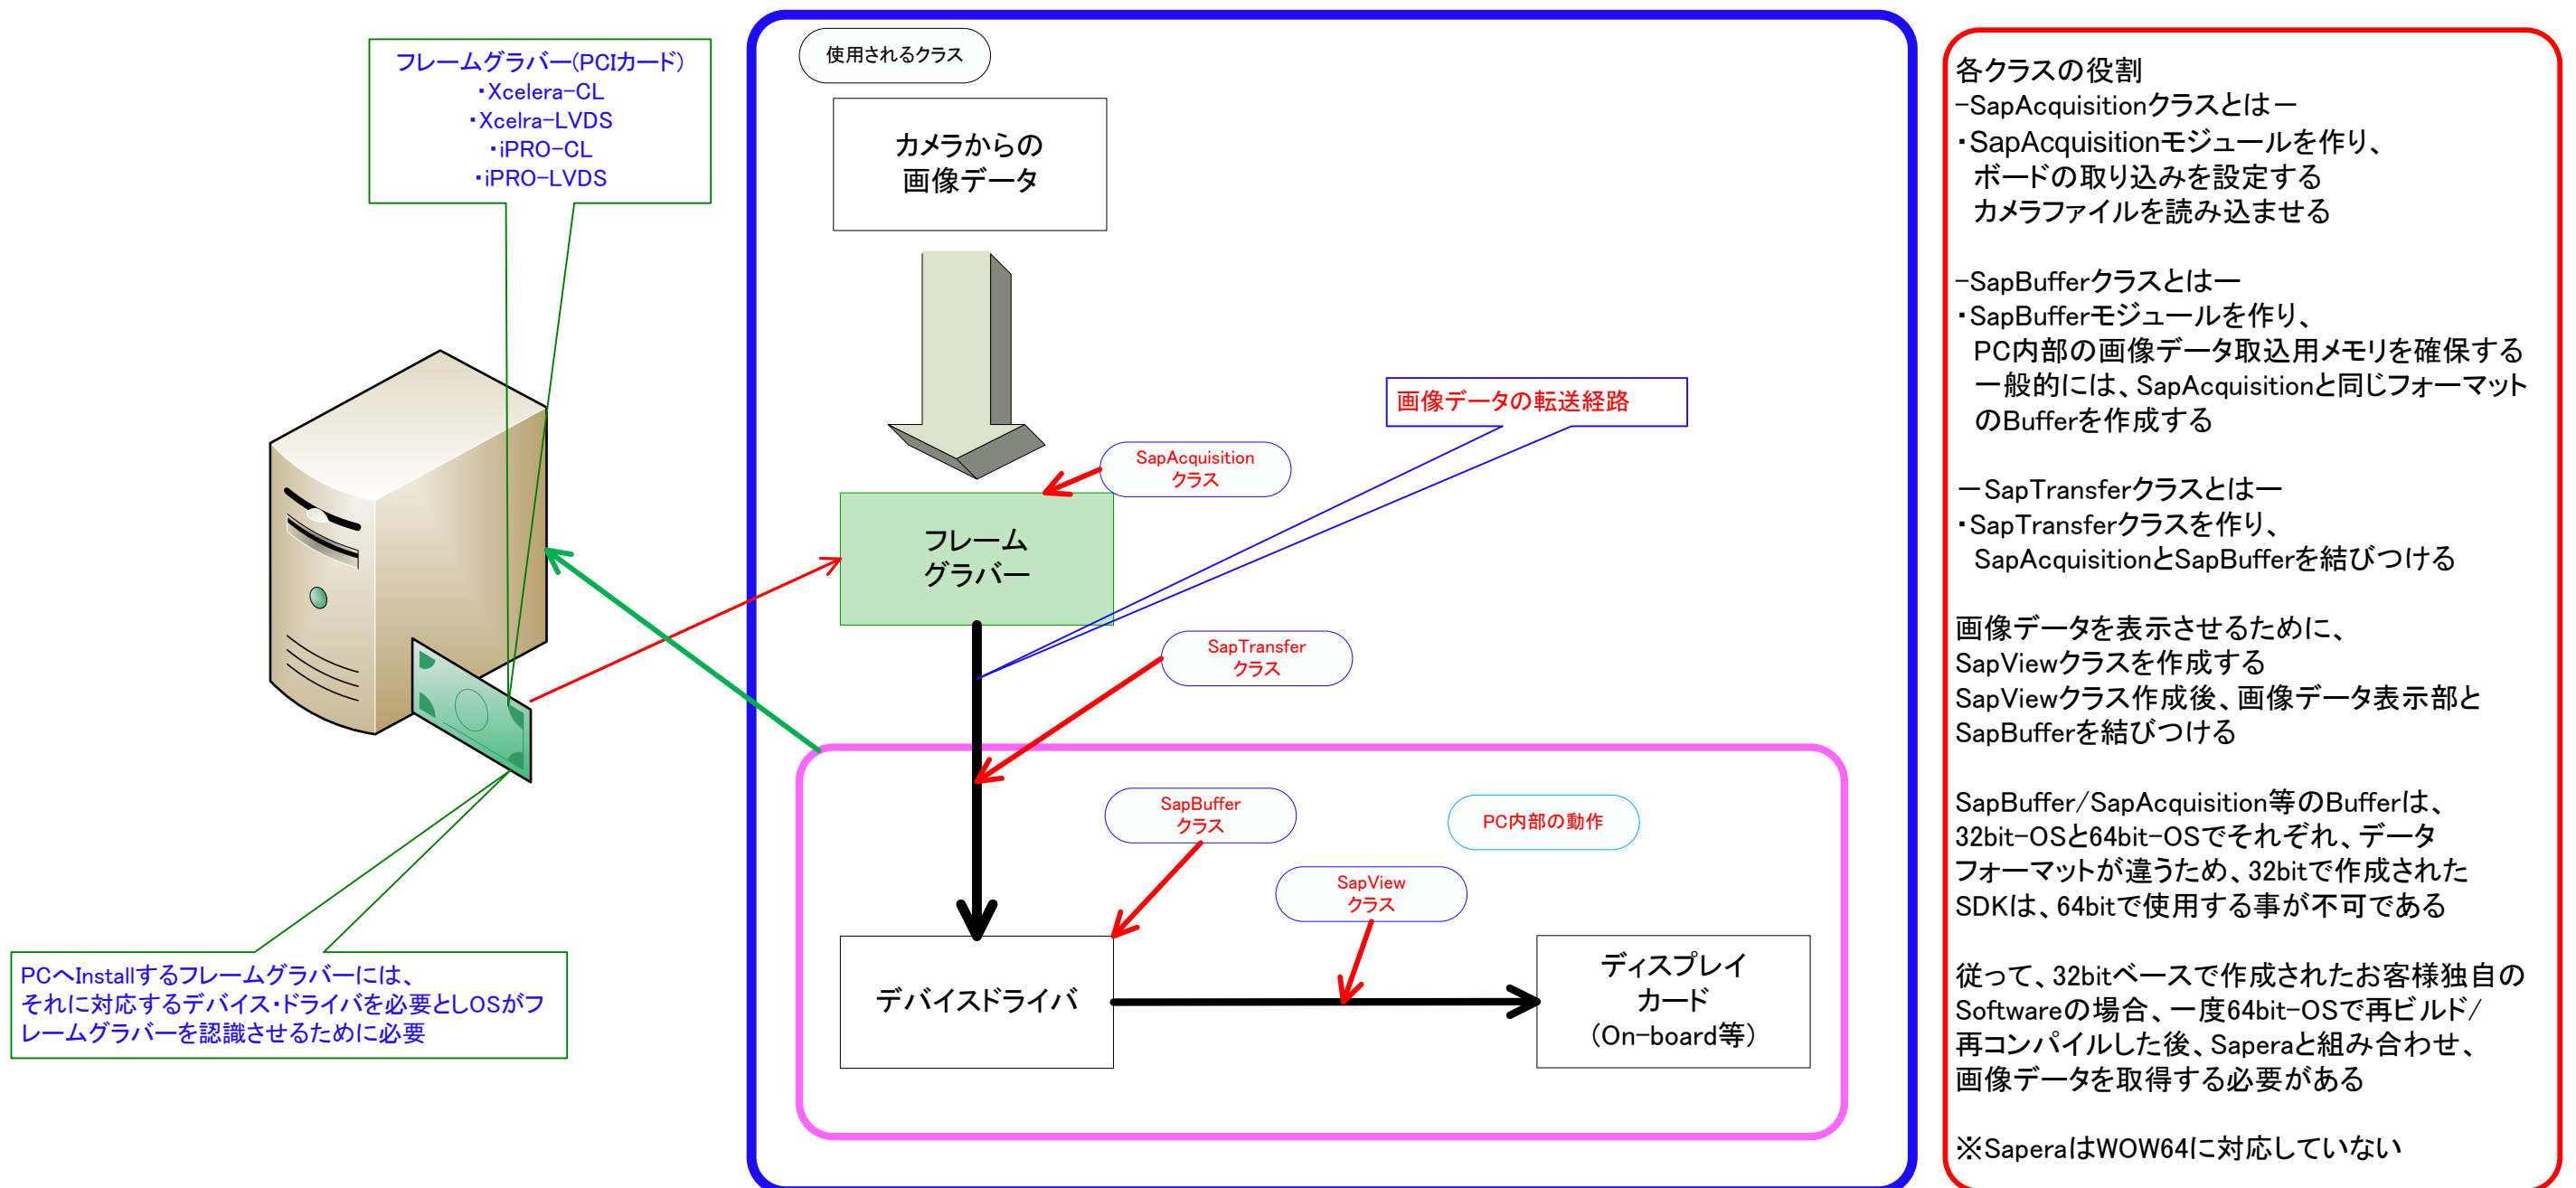 フレームグラバー(PCIカード)
・Xcelera-CL
・Xcelra-LVDS
・iPRO-CL
・iPRO-LVDS
PCへInstallするフレームグラバーには、
それに対応するデバイス・ドライバを必要としOSがフ
レームグラバーを認識させるために必要
使用されるクラス
カメラからの
画像データ
画像データの転送経路
SapAcquisition
クラス
フレーム
グラバー
SapTransfer
クラス
SapBuffer
クラス
PC内部の動作
SapView
クラス
デバイスドライバ
ディスプレイ
カード
(On-board等)
各クラスの役割
-SapAcquisitionクラスとはー
・SapAcquisitionモジュールを作り、
ボードの取り込みを設定する
カメラファイルを読み込ませる
-SapBufferクラスとはー
・SapBufferモジュールを作り、
PC内部の画像データ取込用メモリを確保する
一般的には、SapAcquisitionと同じフォーマット
のBufferを作成する
ーSapTransferクラスとはー
・SapTransferクラスを作り、
SapAcquisitionとSapBufferを結びつける
画像データを表示させるために、
SapViewクラスを作成する
SapViewクラス作成後、画像データ表示部と
SapBufferを結びつける
SapBuffer/SapAcquisition等のBufferは、
32bit-OSと64bit-OSでそれぞれ、データ
フォーマットが違うため、32bitで作成された
SDKは、64bitで使用する事が不可である
従って、32bitベースで作成されたお客様独自の
Softwareの場合、一度64bit-OSで再ビルド/
再コンパイルした後、Saperaと組み合わせ、
画像データを取得する必要がある
※SaperaはWOW64に対応していない